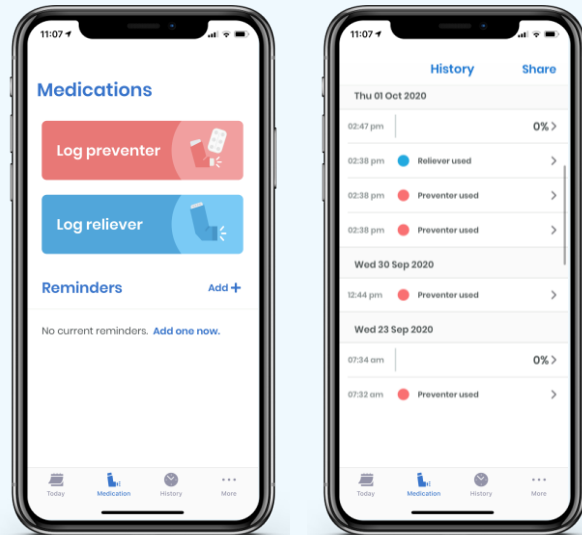 11:07
Medications
Log preventer
Log reliever
Reminders
Add +
No current reminders. Add one now.
Today
Medication
History
More
11:07
History
Share
Thu 01 Oct 2020
02:47 pm
0% >
02:38 pm
Reliever used
>
02:38 pm
Preventer used
>
02:38 pm
Preventer used
>
Wed 30 Sep 2020
12:44 pm
Preventer used
>
Wed 23 Sep 2020
07:34 am
0% >
07:32 am
Preventer used
>
Today
Medication
History
More